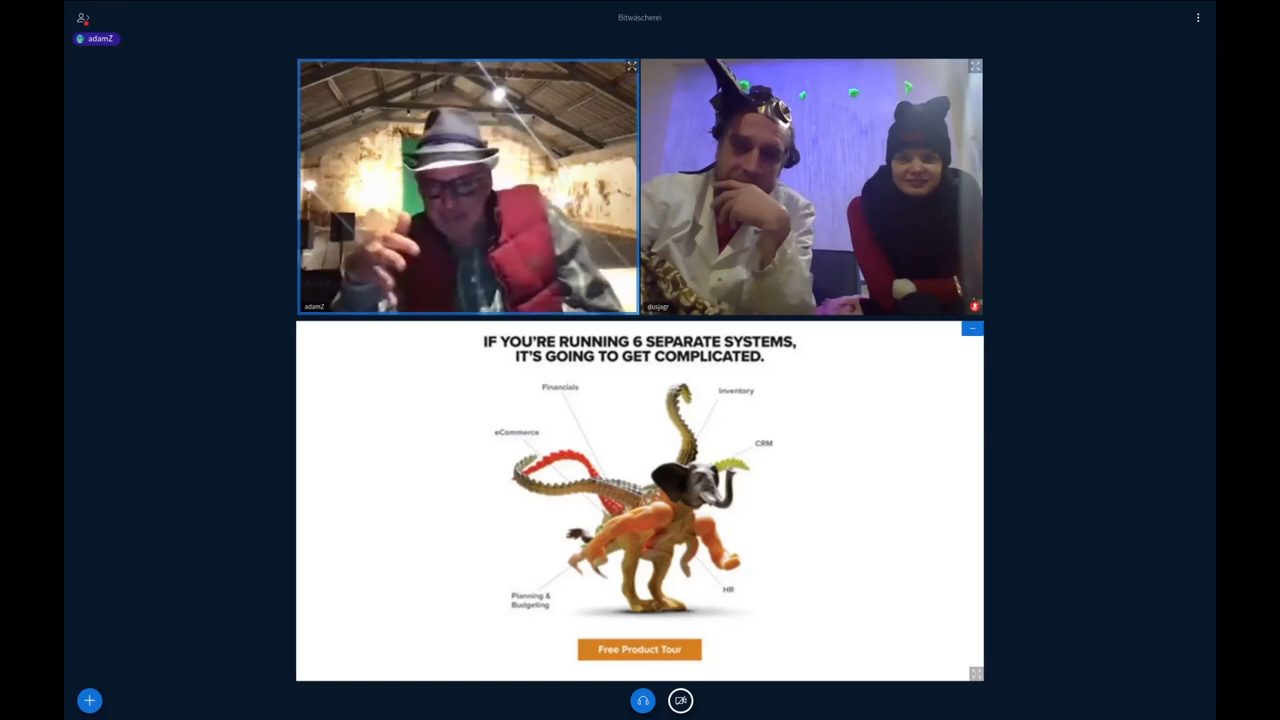 Bitwäscherei
adamZ
adamZ
dusjagr
IF YOU'RE RUNNING 6 SEPARATE SYSTEMS,
IT'S GOING TO GET COMPLICATED.
Financials
Inventory
eCommerce
CRM
Planning &
Budgeting
HR
Free Product Tour